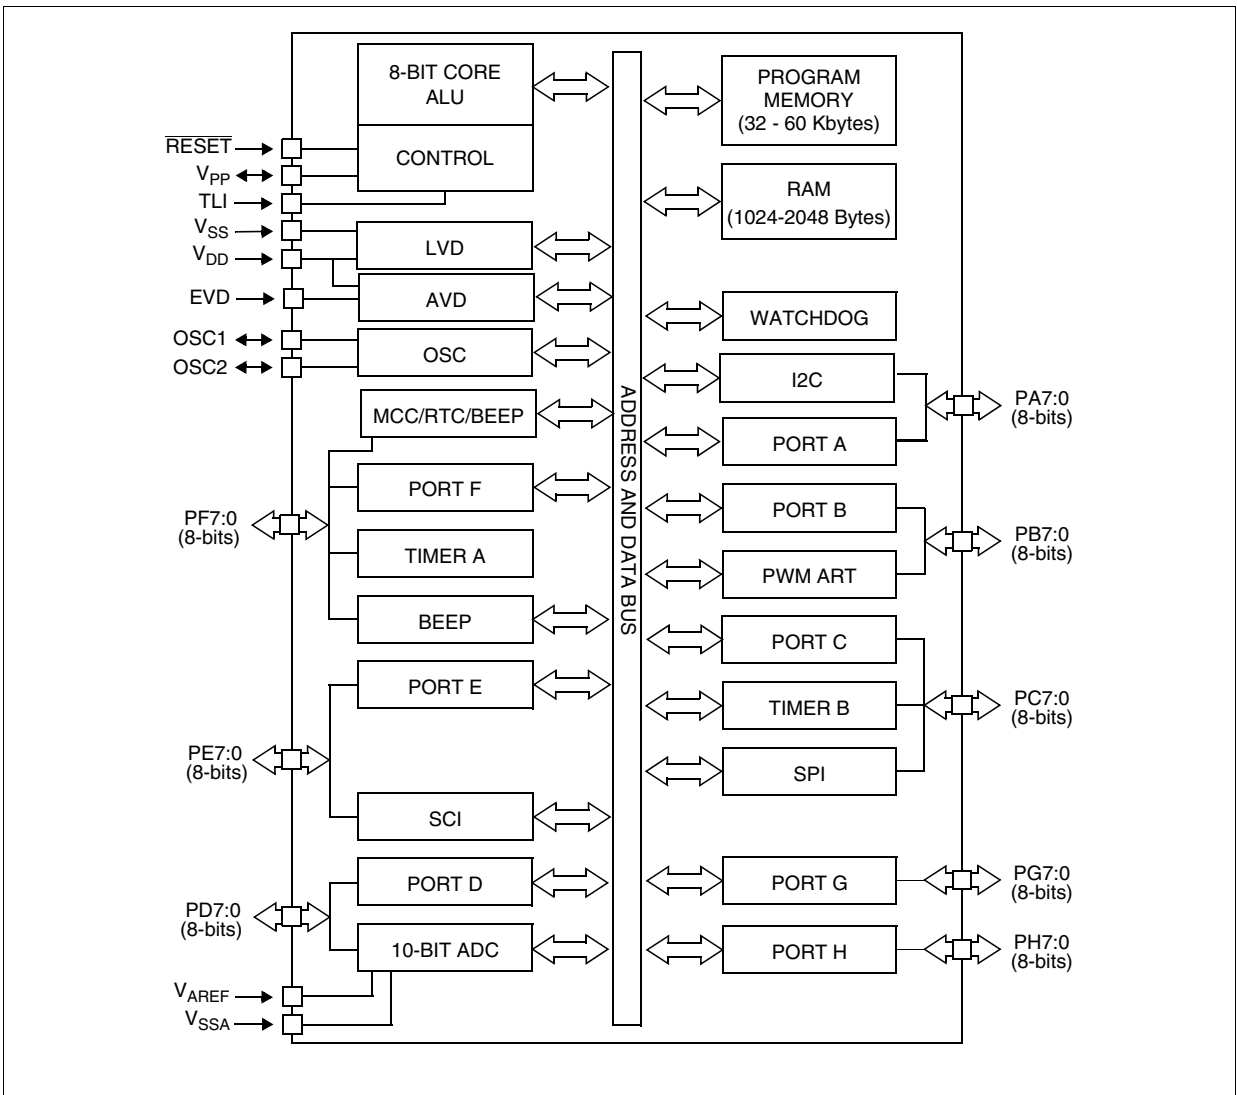 8-BIT CORE
ALU
CONTROL
RESET
VPP
TLI
VSS
VDD
EVD
OSC1
OSC2
LVD
AVD
OSC
MCC/RTC/BEEP
PORT F
TIMER A
BEEP
PF7:0
(8-bits)
PORT E
SCI
PE7:0
(8-bits)
PORT D
10-BIT ADC
PD7:0
(8-bits)
VAREF
VSSA
ADDRESS AND DATA BUS
PROGRAM
MEMORY
(32 - 60 Kbytes)
RAM
(1024-2048 Bytes)
WATCHDOG
I2C
PORT A
PA7:0
(8-bits)
PORT B
PWM ART
PB7:0
(8-bits)
PORT C
TIMER B
SPI
PC7:0
(8-bits)
PORT G
PG7:0
(8-bits)
PORT H
PH7:0
(8-bits)